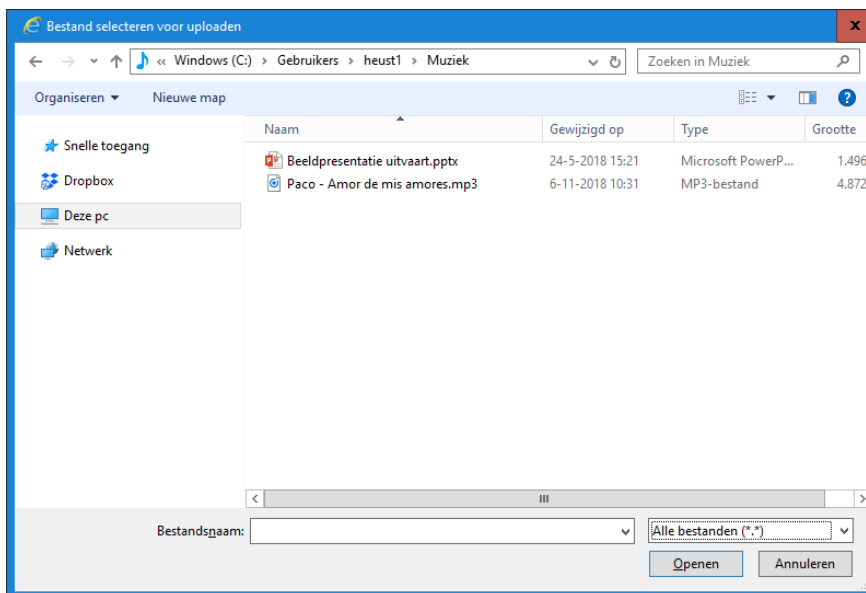 Bestand selecteren voor uploaden
« Windows (C:) › Gebruikers › heust1 › Muziek
Zoeken in Muziek
Organiseren
Nieuwe map
Snelle toegang
Dropbox
Deze pc
Netwerk
Naam Gewijzigd op Type Grootte
Beeldpresentatie uitvaart.pptx 24-5-2018 15:21 Microsoft PowerP... 1.496
Paco - Amor de mis amores.mp3 6-11-2018 10:31 MP3-bestand 4.872
Bestandsnaam:
Alle bestanden (*.*)
Openen
Annuleren